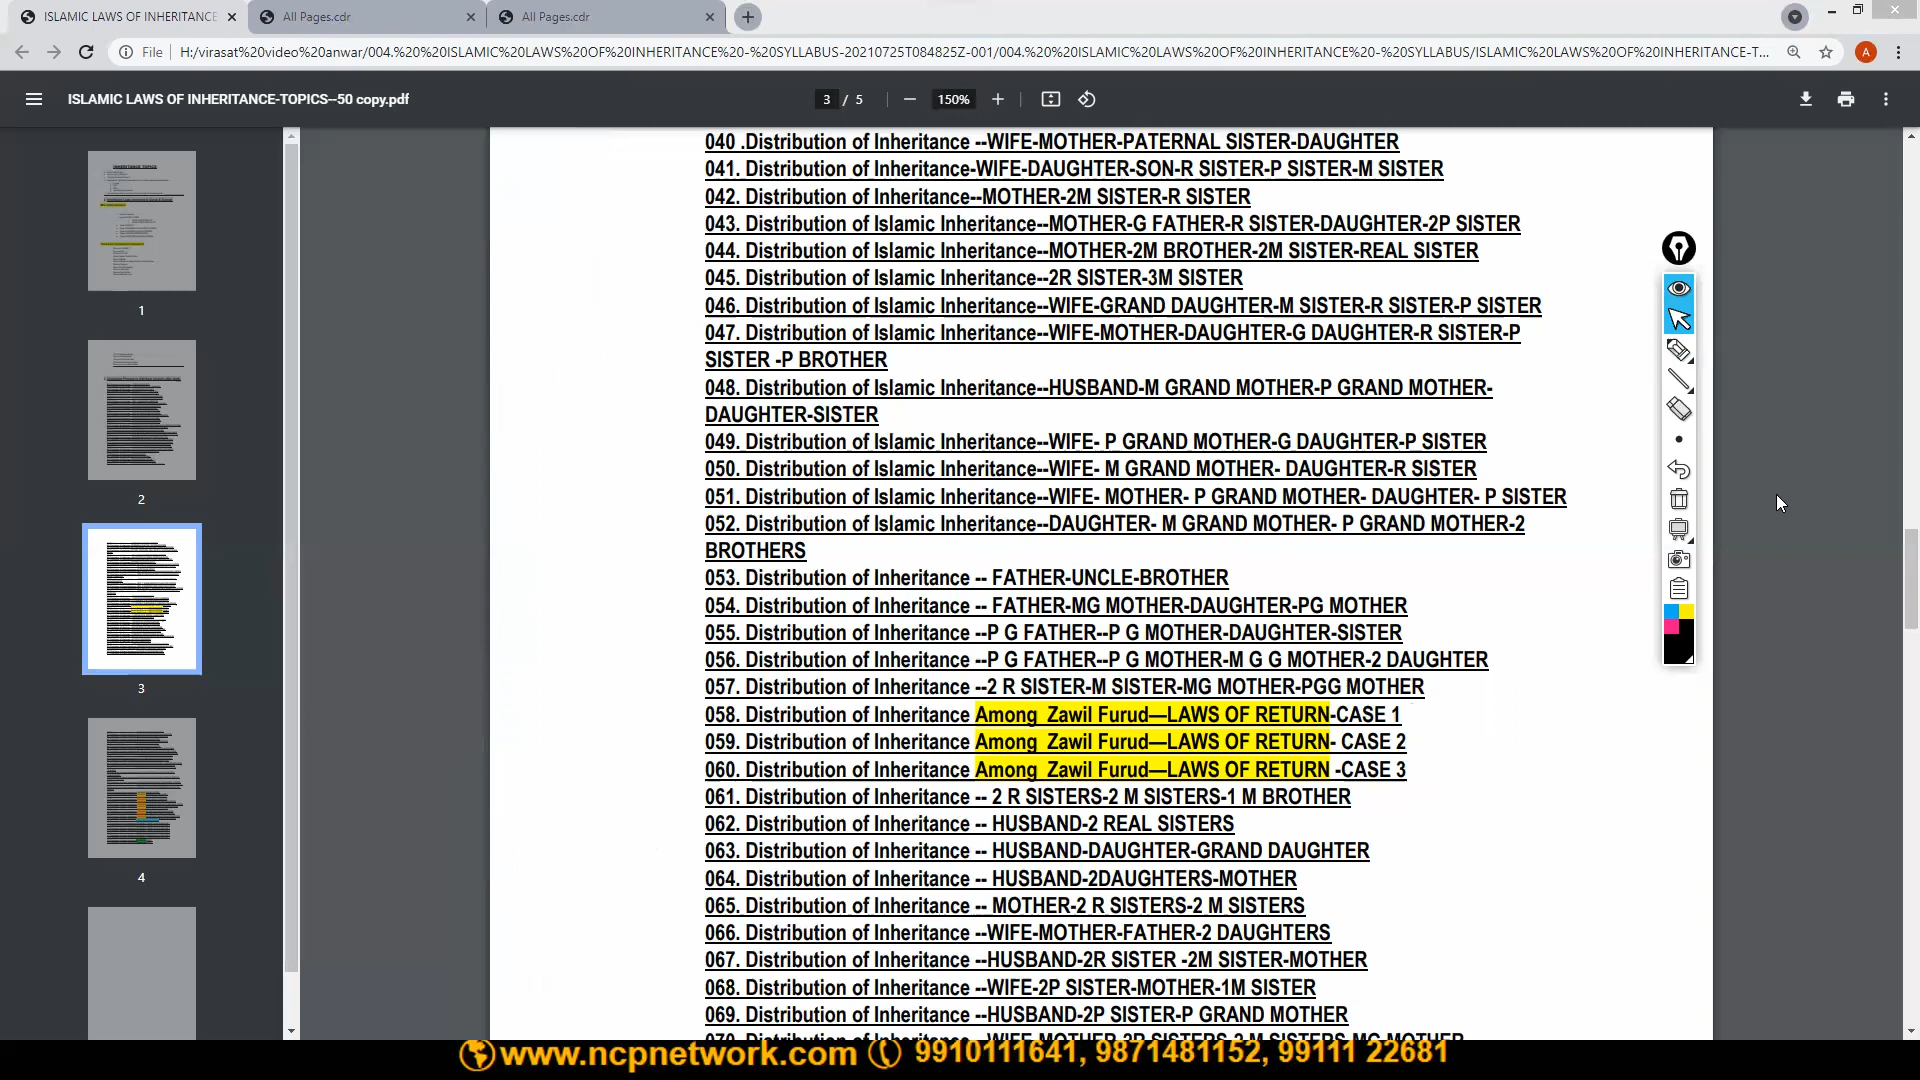 ISLAMIC LAWS OF INHERITANCE
All Pages.cdr
All Pages.cdr
File
H:/virasat%20video%20anwar/004.%20%20ISLAMIC%20LAWS%20OF%20INHERITANCE%20-%20SYLLABUS-20210725T084825Z-001/004.%20%20ISLAMIC%20LAWS%20OF%20INHERITANCE%20-%20SYLLABUS/ISLAMIC%20LAWS%20OF%20INHERITANCE-T...
A
ISLAMIC LAWS OF INHERITANCE-TOPICS--50 copy.pdf
3 / 5
150%
1
2
3
4
040 .Distribution of Inheritance --WIFE-MOTHER-PATERNAL SISTER-DAUGHTER
041. Distribution of Inheritance-WIFE-DAUGHTER-SON-R SISTER-P SISTER-M SISTER
042. Distribution of Inheritance--MOTHER-2M SISTER-R SISTER
043. Distribution of Islamic Inheritance--MOTHER-G FATHER-R SISTER-DAUGHTER-2P SISTER
044. Distribution of Islamic Inheritance--MOTHER-2M BROTHER-2M SISTER-REAL SISTER
045. Distribution of Islamic Inheritance--2R SISTER-3M SISTER
046. Distribution of Islamic Inheritance--WIFE-GRAND DAUGHTER-M SISTER-R SISTER-P SISTER
047. Distribution of Islamic Inheritance--WIFE-MOTHER-DAUGHTER-G DAUGHTER-R SISTER-P
SISTER -P BROTHER
048. Distribution of Islamic Inheritance--HUSBAND-M GRAND MOTHER-P GRAND MOTHER-
DAUGHTER-SISTER
049. Distribution of Islamic Inheritance--WIFE- P GRAND MOTHER-G DAUGHTER-P SISTER
050. Distribution of Islamic Inheritance--WIFE- M GRAND MOTHER- DAUGHTER-R SISTER
051. Distribution of Islamic Inheritance--WIFE- MOTHER- P GRAND MOTHER- DAUGHTER- P SISTER
052. Distribution of Islamic Inheritance--DAUGHTER- M GRAND MOTHER- P GRAND MOTHER-2
BROTHERS
053. Distribution of Inheritance -- FATHER-UNCLE-BROTHER
054. Distribution of Inheritance -- FATHER-MG MOTHER-DAUGHTER-PG MOTHER
055. Distribution of Inheritance --P G FATHER--P G MOTHER-DAUGHTER-SISTER
056. Distribution of Inheritance --P G FATHER--P G MOTHER-M G G MOTHER-2 DAUGHTER
057. Distribution of Inheritance --2 R SISTER-M SISTER-MG MOTHER-PGG MOTHER
058. Distribution of Inheritance Among Zawil Furud—LAWS OF RETURN-CASE 1
059. Distribution of Inheritance Among Zawil Furud—LAWS OF RETURN- CASE 2
060. Distribution of Inheritance Among Zawil Furud—LAWS OF RETURN -CASE 3
061. Distribution of Inheritance -- 2 R SISTERS-2 M SISTERS-1 M BROTHER
062. Distribution of Inheritance -- HUSBAND-2 REAL SISTERS
063. Distribution of Inheritance -- HUSBAND-DAUGHTER-GRAND DAUGHTER
064. Distribution of Inheritance -- HUSBAND-2DAUGHTERS-MOTHER
065. Distribution of Inheritance -- MOTHER-2 R SISTERS-2 M SISTERS
066. Distribution of Inheritance --WIFE-MOTHER-FATHER-2 DAUGHTERS
067. Distribution of Inheritance --HUSBAND-2R SISTER -2M SISTER-MOTHER
068. Distribution of Inheritance --WIFE-2P SISTER-MOTHER-1M SISTER
069. Distribution of Inheritance --HUSBAND-2P SISTER-P GRAND MOTHER
www.ncpnetwork.com 9910111641, 9871481152, 99111 22681